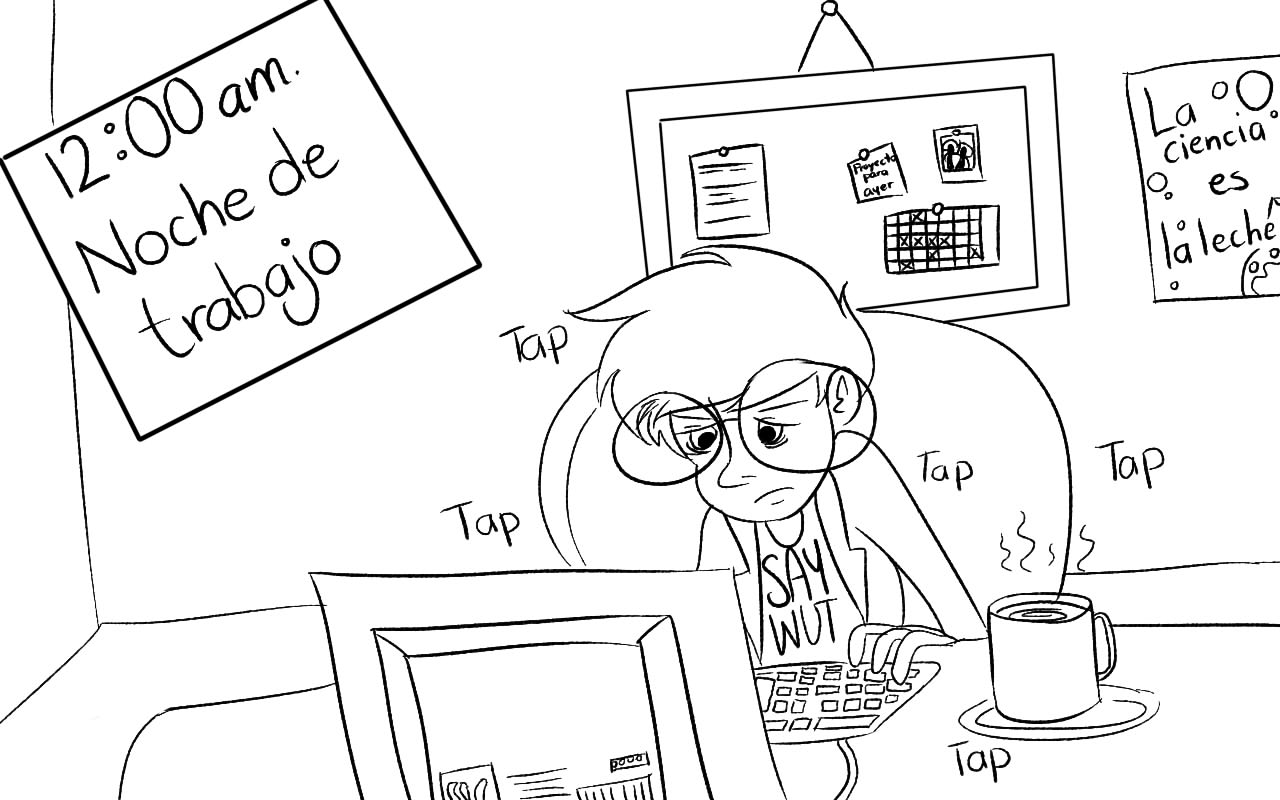 12:00 am.
Noche de
trabajo
Proyecto
para
ayer
La
ciencia
es
la leche
Tap
Tap
Tap
Tap
SAY
WUT
Tap